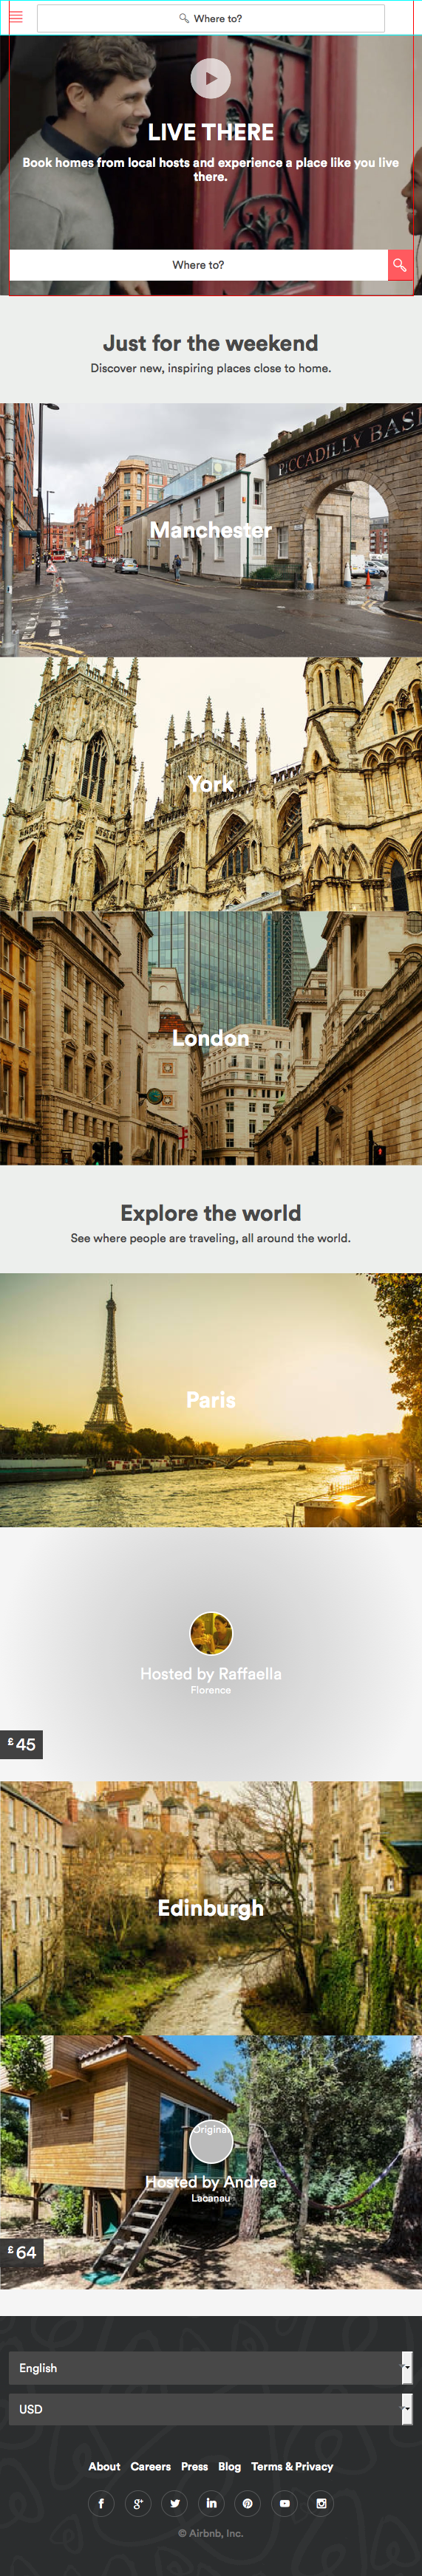 Where to?
LIVE THERE
Book homes from local hosts and experience a place like you live
there.
Where to?
Just for the weekend
Discover new, inspiring places close to home.
PICCADILLY BASI
Manchester
York
London
Explore the world
See where people are traveling, all around the world.
Paris
Hosted by Raffaella
Florence
£45
Edinburgh
Original
Hosted by Andrea
Lacanau
£64
English
USD
About Careers Press Blog Terms & Privacy
© Airbnb, Inc.